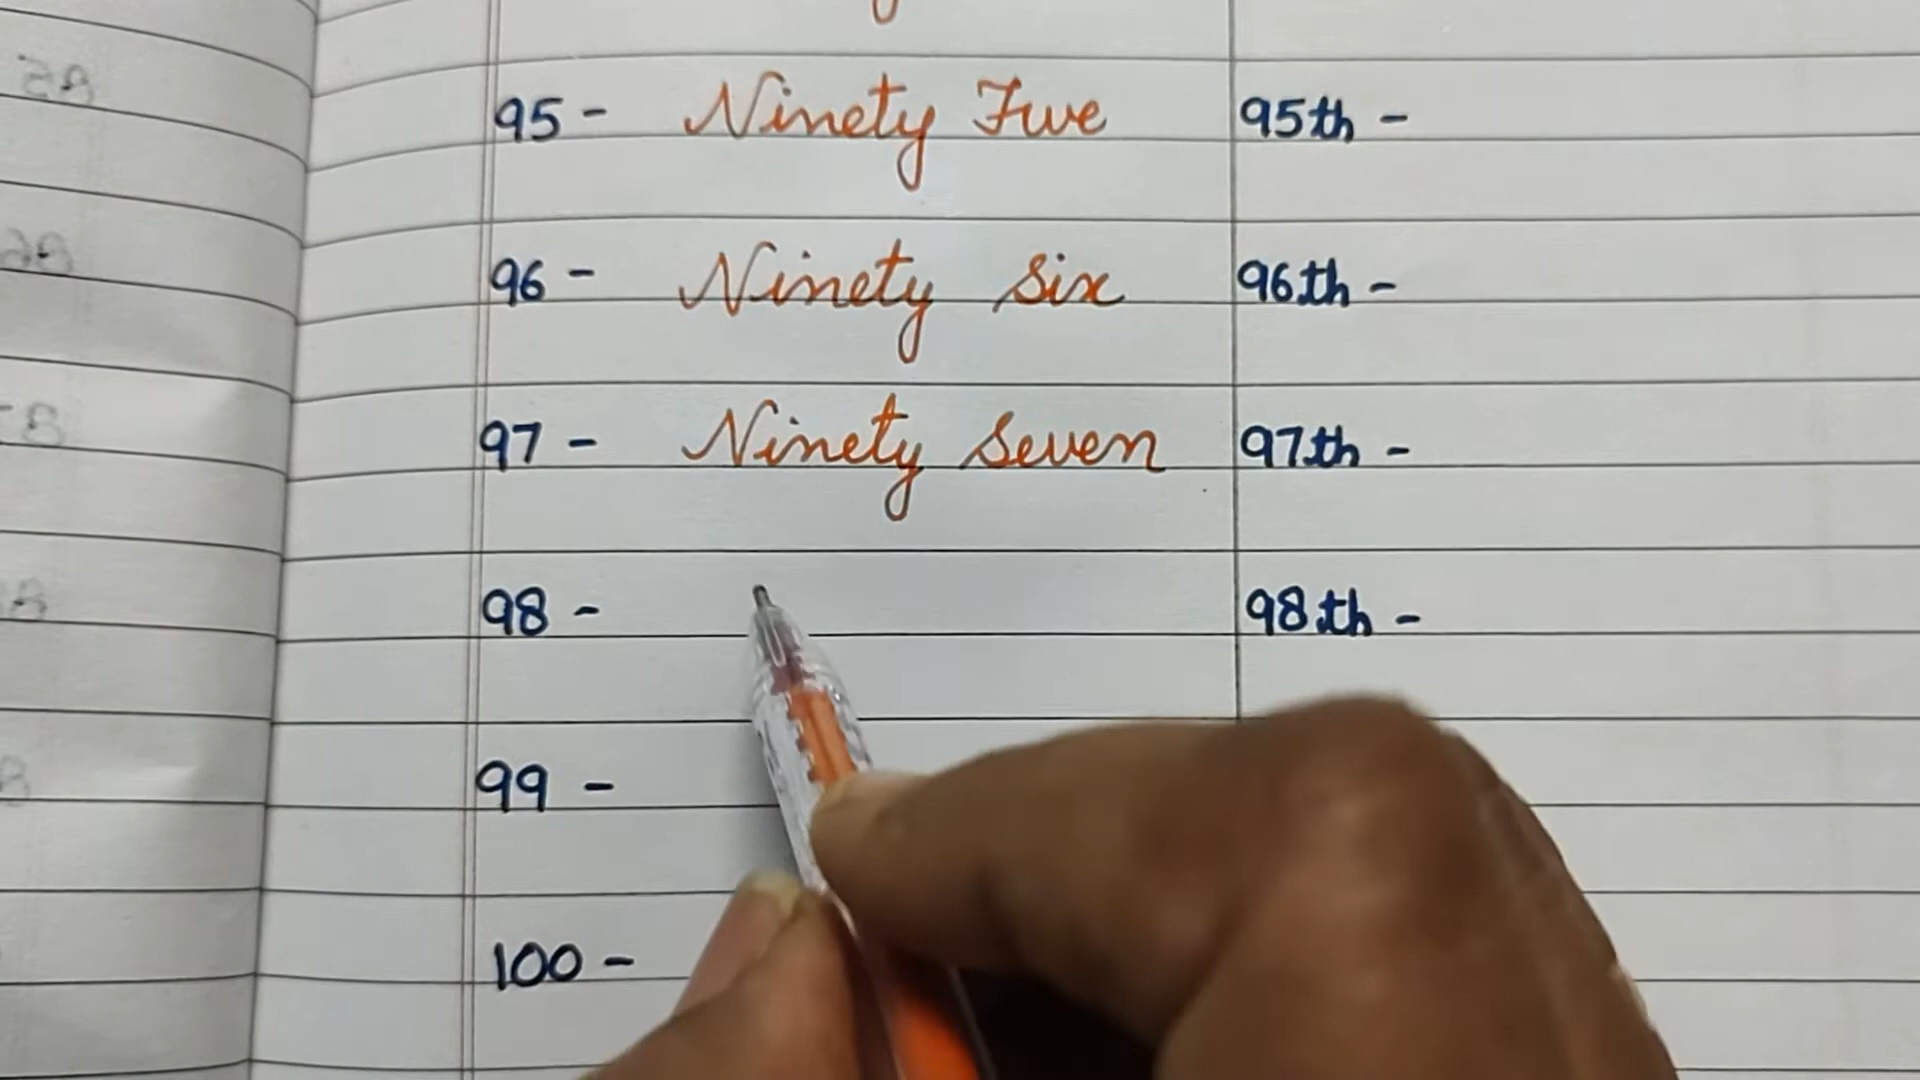 95 - Ninety Five 95th -
96 - Ninety Six 96th -
97 - Ninety Seven 97th -
98 - 98th -
99 -
100 -